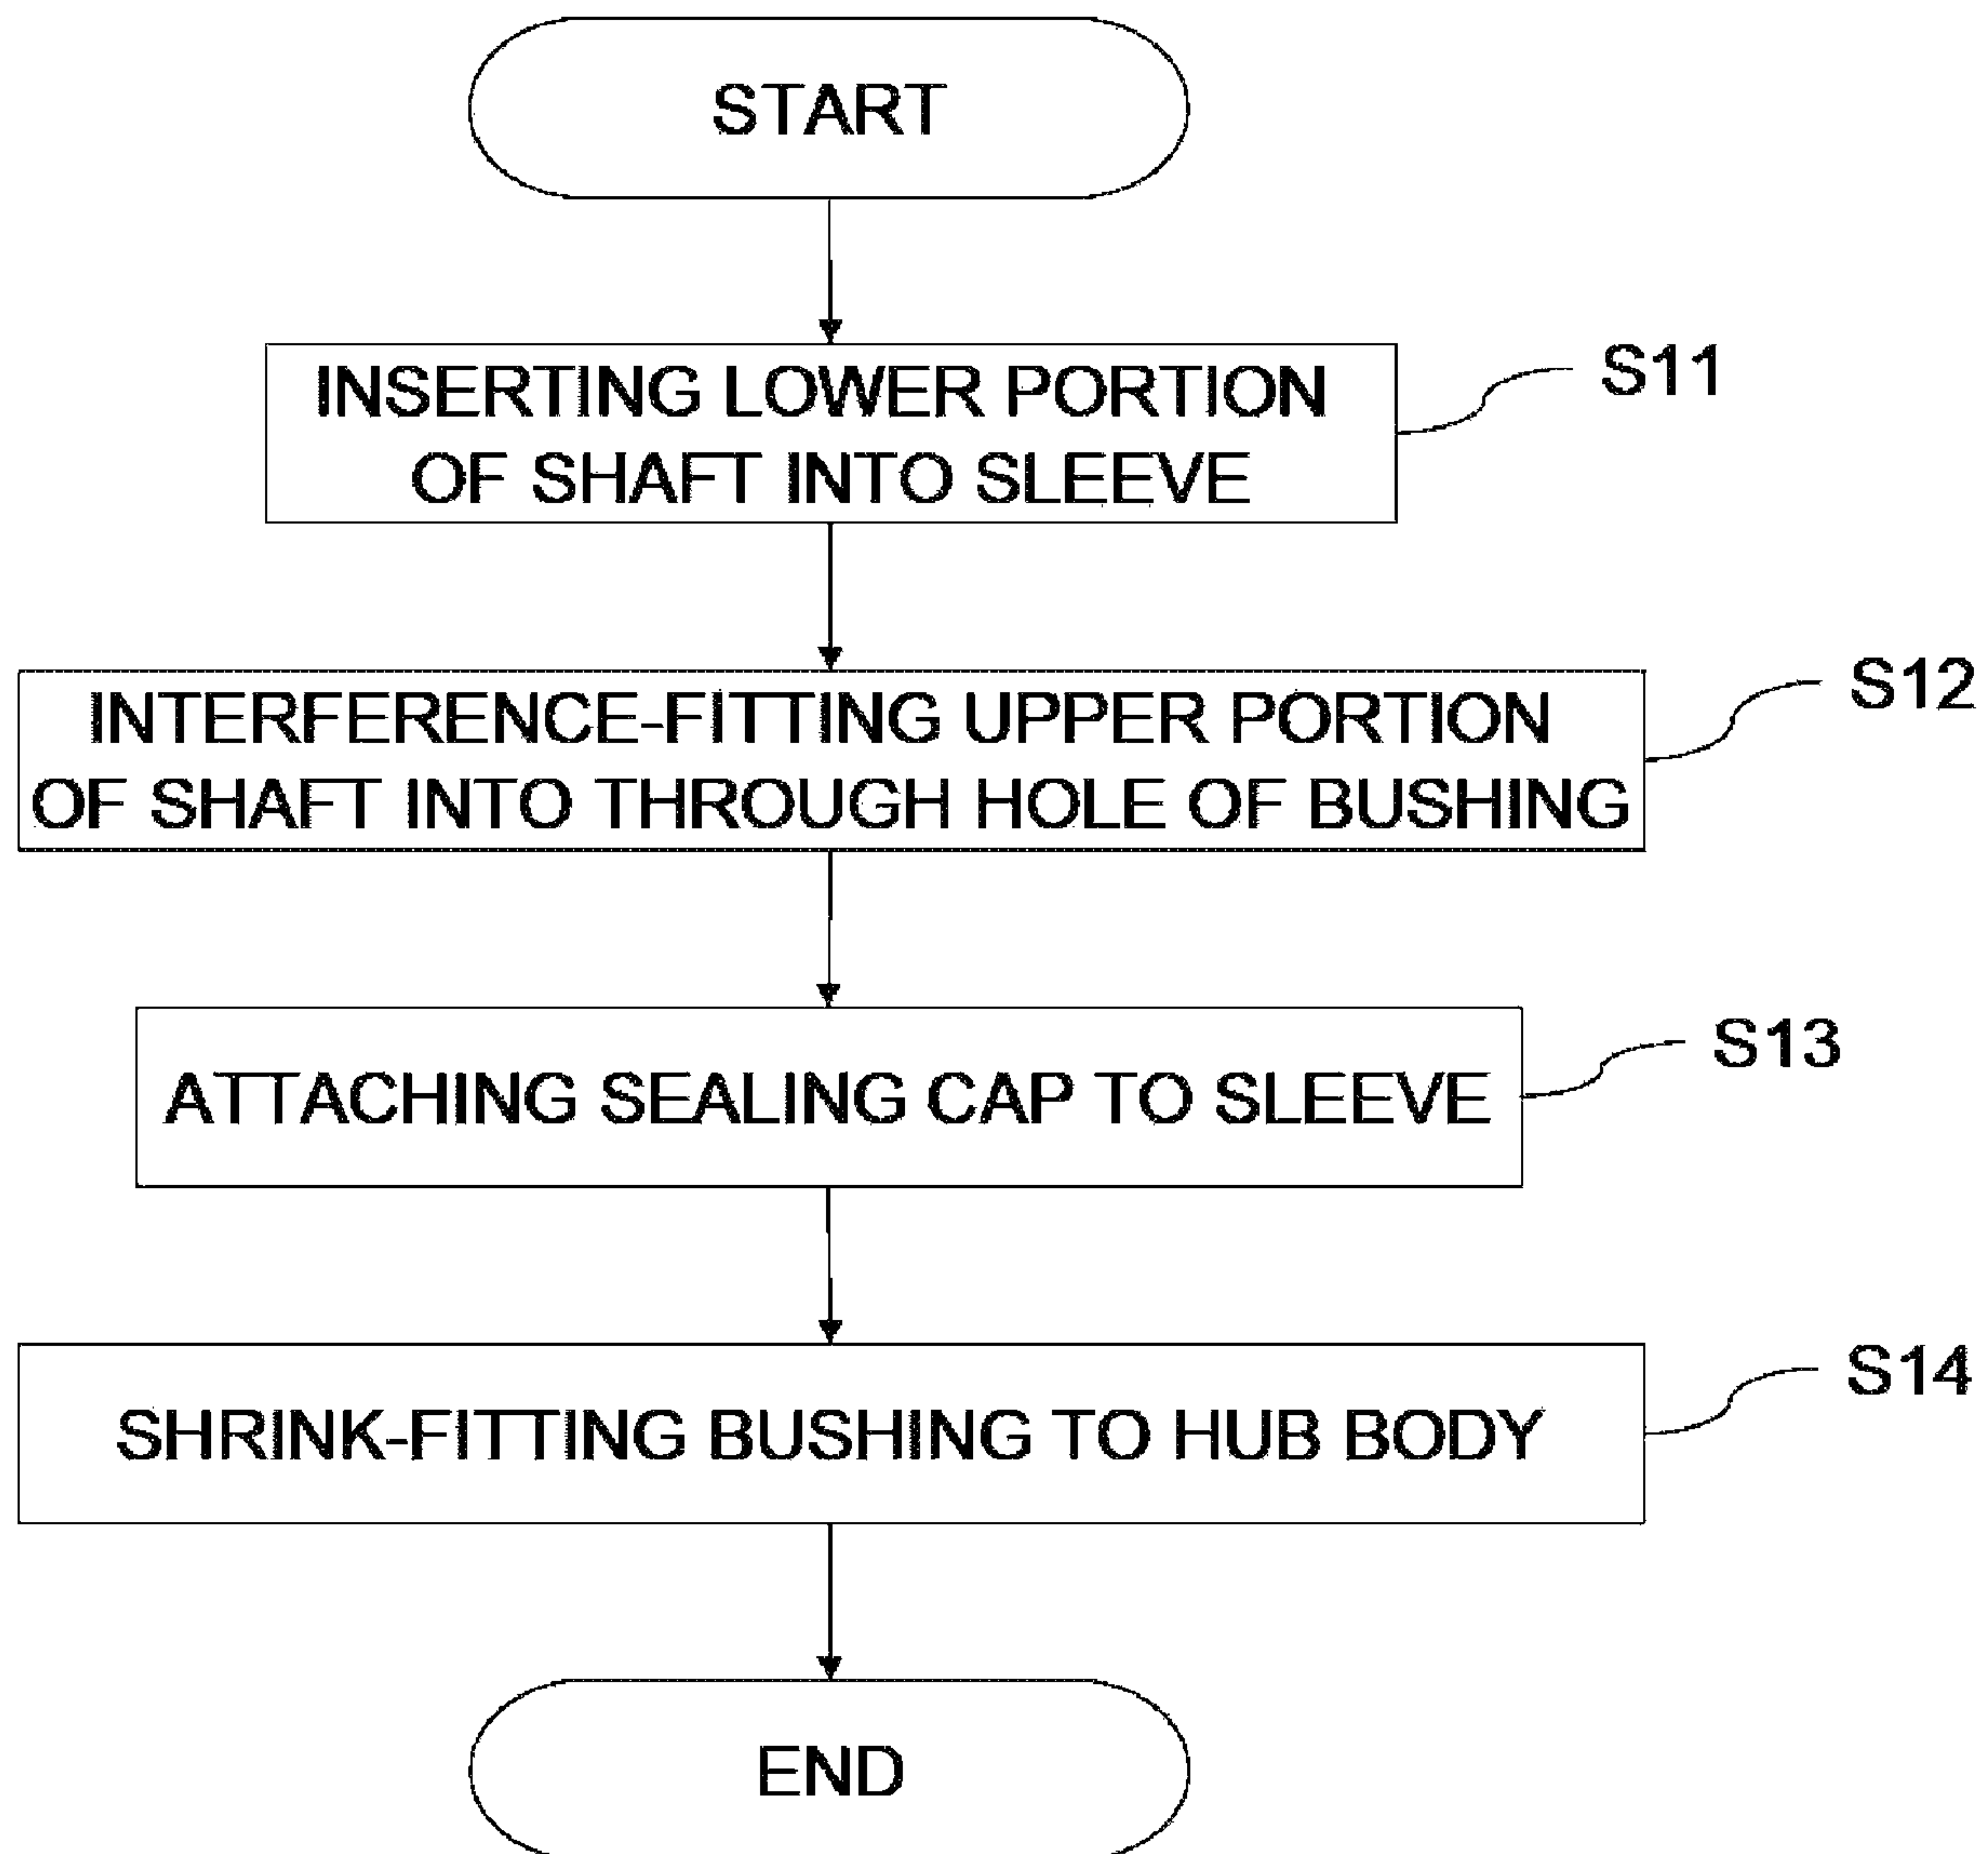 START
INSERTING LOWER PORTION
OF SHAFT INTO SLEEVE
S11
INTERFERENCE-FITTING UPPER PORTION
OF SHAFT INTO THROUGH HOLE OF BUSHING
S12
ATTACHING SEALING CAP TO SLEEVE
S13
SHRINK-FITTING BUSHING TO HUB BODY
S14
END